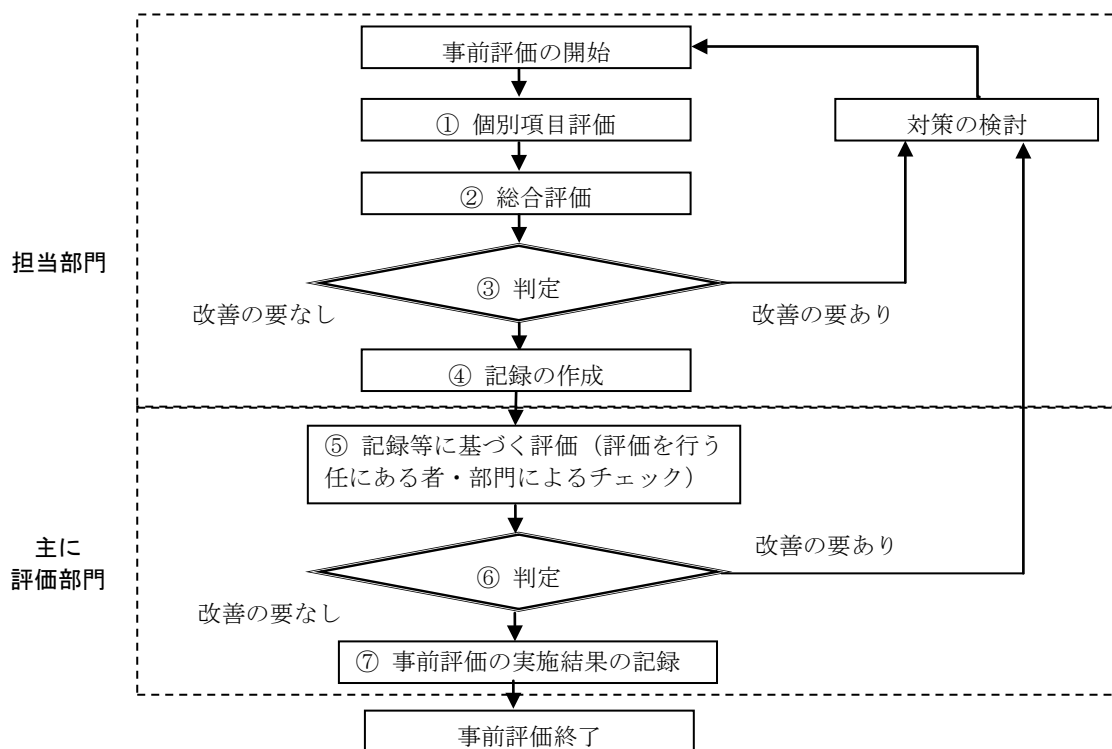 事前評価の開始
① 個別項目評価
対策の検討
② 総合評価
担当部門
③ 判定
改善の要なし
改善の要あり
④ 記録の作成
⑤ 記録等に基づく評価（評価を行う
任にある者・部門によるチェック）
主に
評価部門
改善の要あり
⑥ 判定
改善の要なし
⑦ 事前評価の実施結果の記録
事前評価終了